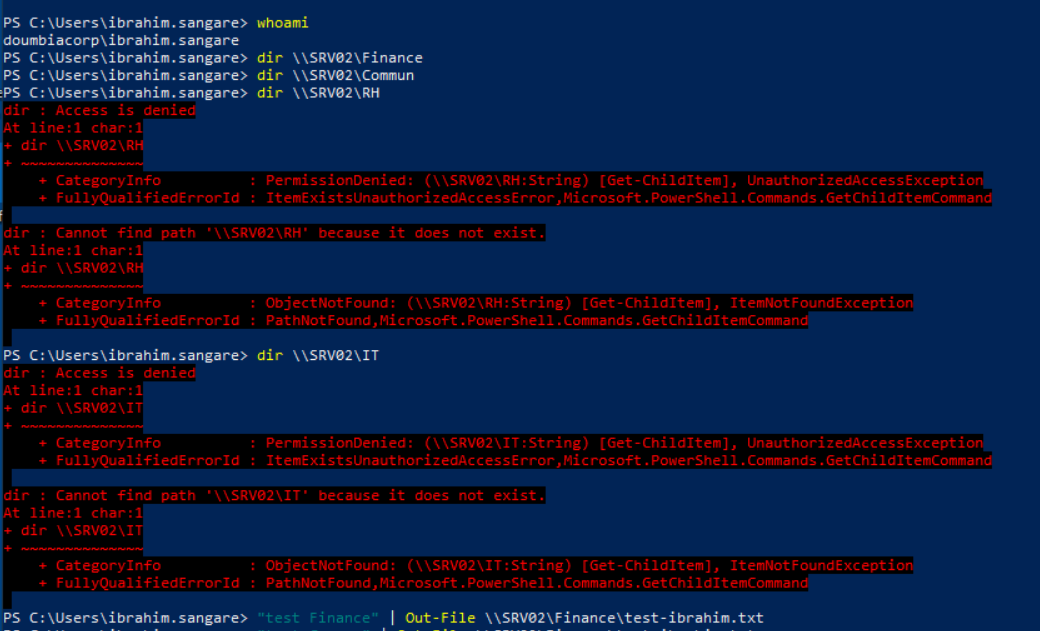 PS C:\Users\ibrahim.sangare> whoami
doumbiacorp\ibrahim.sangare
PS C:\Users\ibrahim.sangare> dir \\SRV02\Finance
PS C:\Users\ibrahim.sangare> dir \\SRV02\Commun
PS C:\Users\ibrahim.sangare> dir \\SRV02\RH
dir : Access is denied
At line:1 char:1
+ dir \\SRV02\RH
+ ~~~~~~~~~~~~~~
    + CategoryInfo          : PermissionDenied: (\\SRV02\RH:String) [Get-ChildItem], UnauthorizedAccessException
    + FullyQualifiedErrorId : ItemExistsUnauthorizedAccessError,Microsoft.PowerShell.Commands.GetChildItemCommand
dir : Cannot find path '\\SRV02\RH' because it does not exist.
At line:1 char:1
+ dir \\SRV02\RH
+ ~~~~~~~~~~~~~~
    + CategoryInfo          : ObjectNotFound: (\\SRV02\RH:String) [Get-ChildItem], ItemNotFoundException
    + FullyQualifiedErrorId : PathNotFound,Microsoft.PowerShell.Commands.GetChildItemCommand
PS C:\Users\ibrahim.sangare> dir \\SRV02\IT
dir : Access is denied
At line:1 char:1
+ dir \\SRV02\IT
+ ~~~~~~~~~~~~~~
    + CategoryInfo          : PermissionDenied: (\\SRV02\IT:String) [Get-ChildItem], UnauthorizedAccessException
    + FullyQualifiedErrorId : ItemExistsUnauthorizedAccessError,Microsoft.PowerShell.Commands.GetChildItemCommand
dir : Cannot find path '\\SRV02\IT' because it does not exist.
At line:1 char:1
+ dir \\SRV02\IT
+ ~~~~~~~~~~~~~~
    + CategoryInfo          : ObjectNotFound: (\\SRV02\IT:String) [Get-ChildItem], ItemNotFoundException
    + FullyQualifiedErrorId : PathNotFound,Microsoft.PowerShell.Commands.GetChildItemCommand
PS C:\Users\ibrahim.sangare> "test Finance" | Out-File \\SRV02\Finance\test-ibrahim.txt